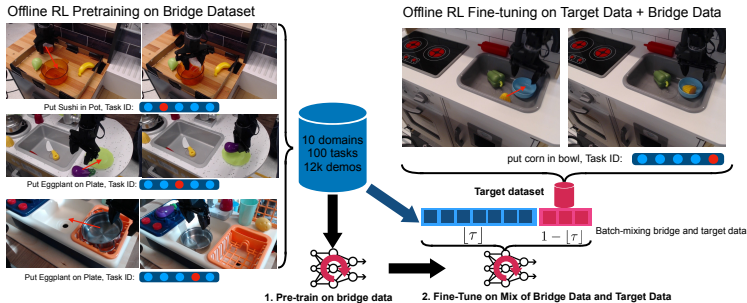 Offline RL Pretraining on Bridge Dataset
Put Sushi in Pot, Task ID:
Put Eggplant on Plate, Task ID:
Put Eggplant on Plate, Task ID:
10 domains
100 tasks
12k demos
1. Pre-train on bridge data
Offline RL Fine-tuning on Target Data + Bridge Data
put corn in bowl, Task ID:
Target dataset
Batch-mixing bridge and target data
⌊τ⌋
1 − ⌊τ⌋
2. Fine-Tune on Mix of Bridge Data and Target Data